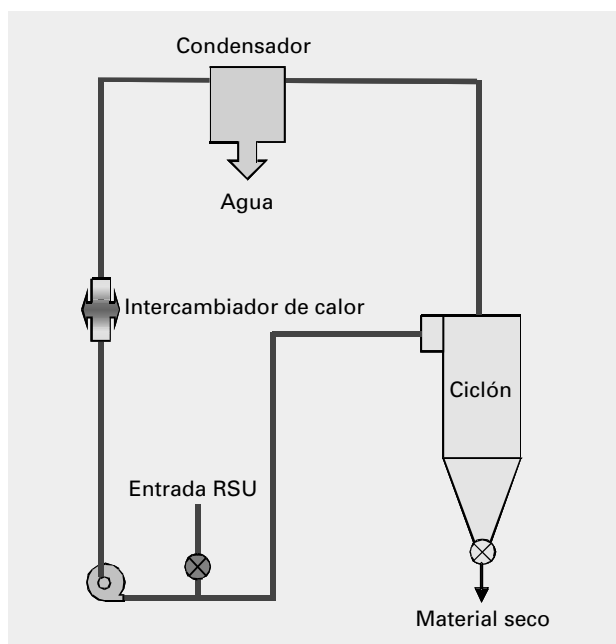 Condensador
Agua
Intercambiador de calor
Ciclón
Entrada RSU
Material seco